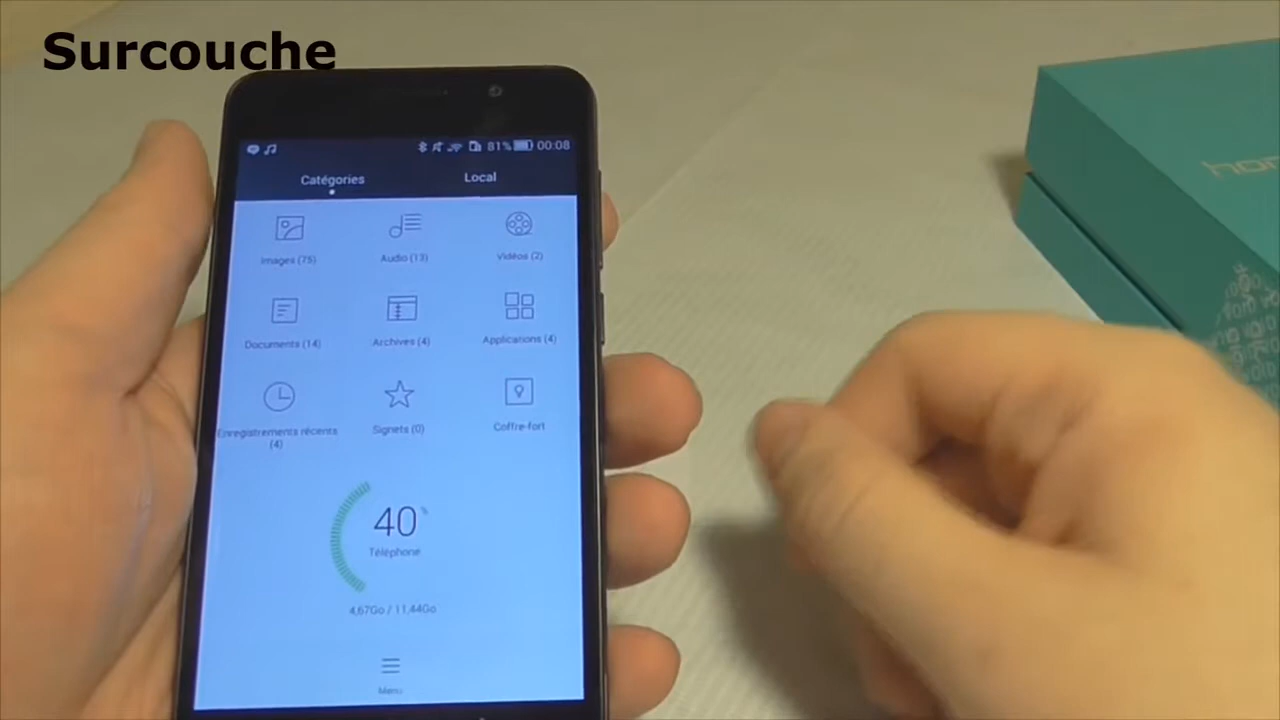 Surcouche
81% 00:08
Catégories Local
Images (75) Audio (13) Vidéos (2)
Documents (14) Archives (4) Applications (4)
Enregistrements récents
(4) Signets (0) Coffre-fort
40%
Téléphone
4,67Go / 11,44Go
Menu